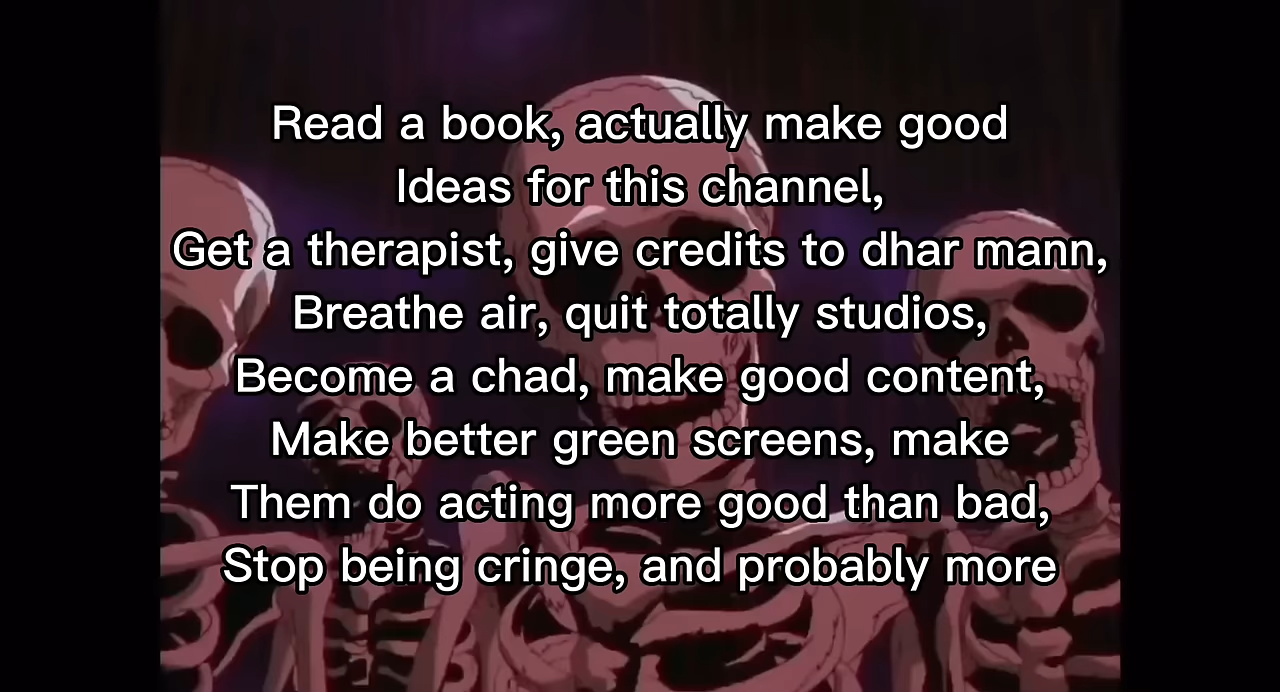 Read a book, actually make good
Ideas for this channel,
Get a therapist, give credits to dhar mann,
Breathe air, quit totally studios,
Become a chad, make good content,
Make better green screens, make
Them do acting more good than bad,
Stop being cringe, and probably more